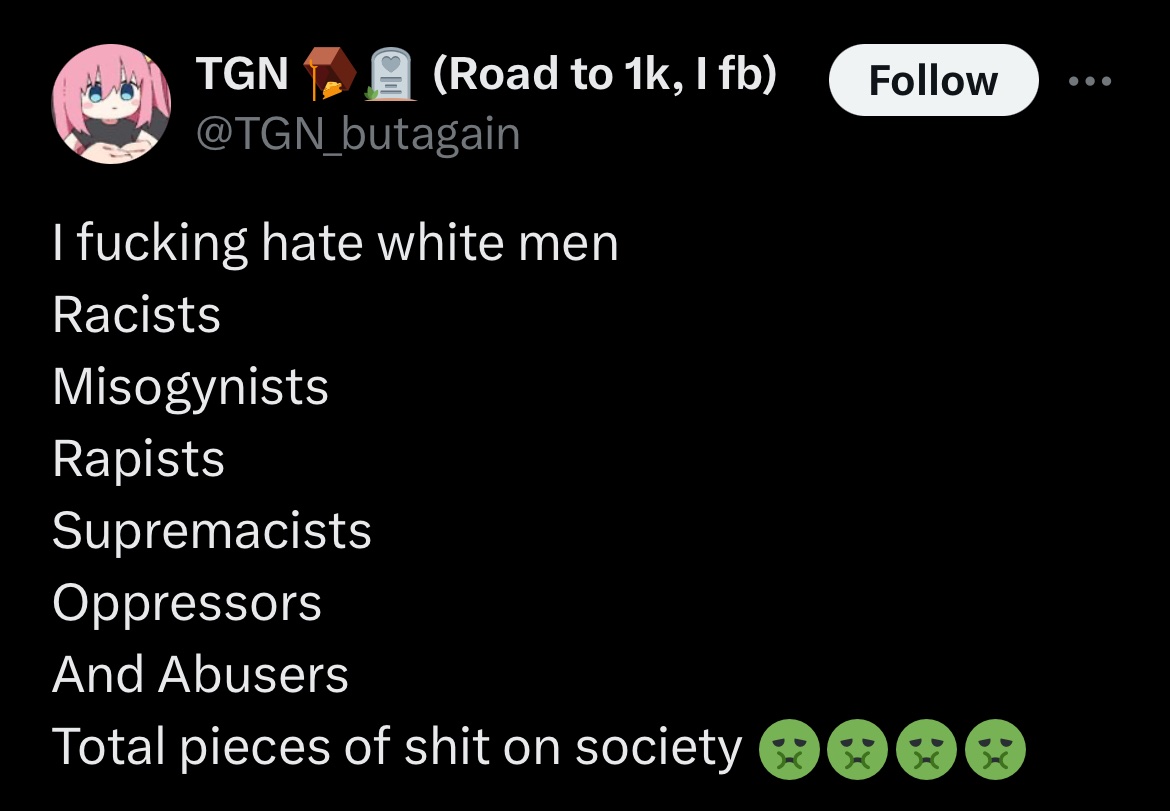 TGN (Road to 1k, I fb)
@TGN_butagain
Follow
I fucking hate white men
Racists
Misogynists
Rapists
Supremacists
Oppressors
And Abusers
Total pieces of shit on society 🤢🤢🤢🤢